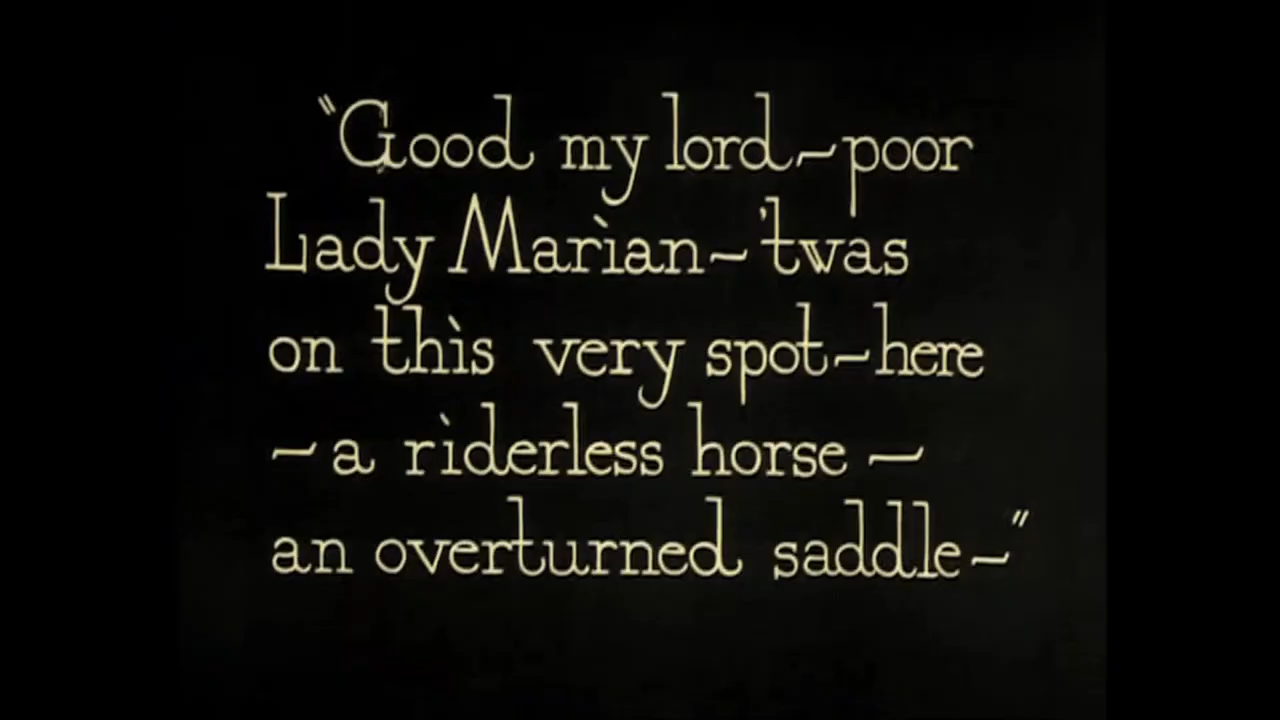 "Good my lord—poor
Lady Marian—'twas
on this very spot—here
—a riderless horse—
an overturned saddle—"